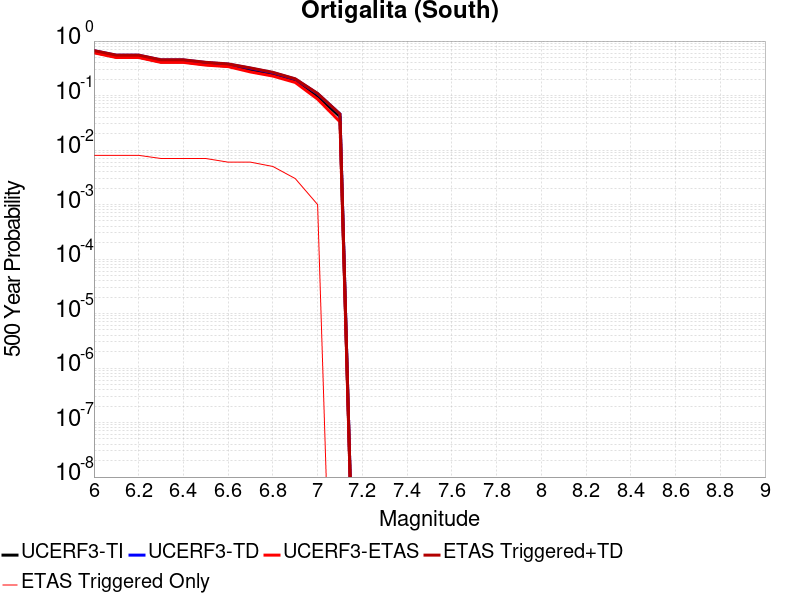 Ortigalita (South)
10^0
10^-1
10^-2
10^-3
10^-4
10^-5
10^-6
10^-7
10^-8
500 Year Probability
6 6.2 6.4 6.6 6.8 7 7.2 7.4 7.6 7.8 8 8.2 8.4 8.6 8.8 9
Magnitude
UCERF3-TI UCERF3-TD UCERF3-ETAS ETAS Triggered+TD
ETAS Triggered Only